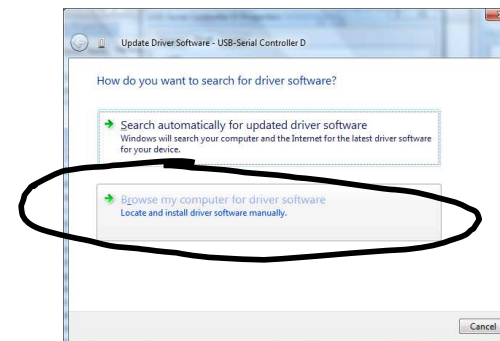 Update Driver Software - USB-Serial Controller D
How do you want to search for driver software?
Search automatically for updated driver software
Windows will search your computer and the Internet for the latest driver software
for your device.
Browse my computer for driver software
Locate and install driver software manually.
Cancel